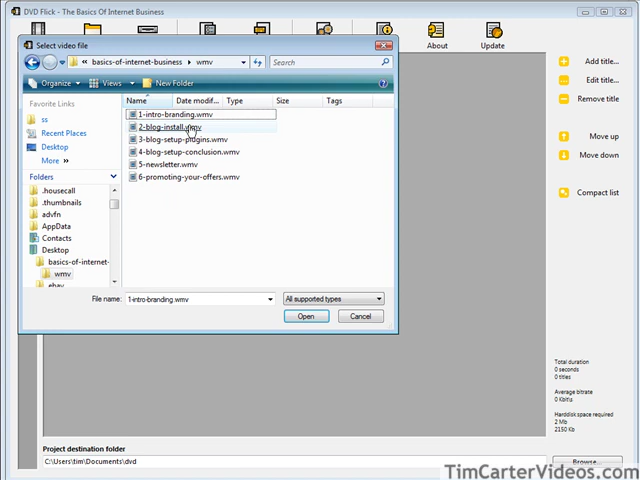 DVD Flick - The Basics Of Internet Business
Select video file
About
Update
« basics-of-internet-business ▸ wmv
Search
Organize
Views
New Folder
Favorite Links
ss
Recent Places
Desktop
More »
Folders
.housecall
.thumbnails
advfn
AppData
Contacts
Desktop
basics-of-internet-
wmv
ebay
Name
Date modif...
Type
Size
Tags
1-intro-branding.wmv
2-blog-install.wmv
3-blog-setup-plugins.wmv
4-blog-setup-conclusion.wmv
5-newsletter.wmv
6-promoting-your-offers.wmv
File name:
1-intro-branding.wmv
All supported types
Open
Cancel
Add title...
Edit title...
Remove title
Move up
Move down
Compact list
Total duration
0 seconds
0 titles
Average bitrate
0 Kbit/s
Harddisk space required
2 Mb
2150 Kb
Project destination folder
C:\Users\tim\Documents\dvd
Browse...
TimCarterVideos.com